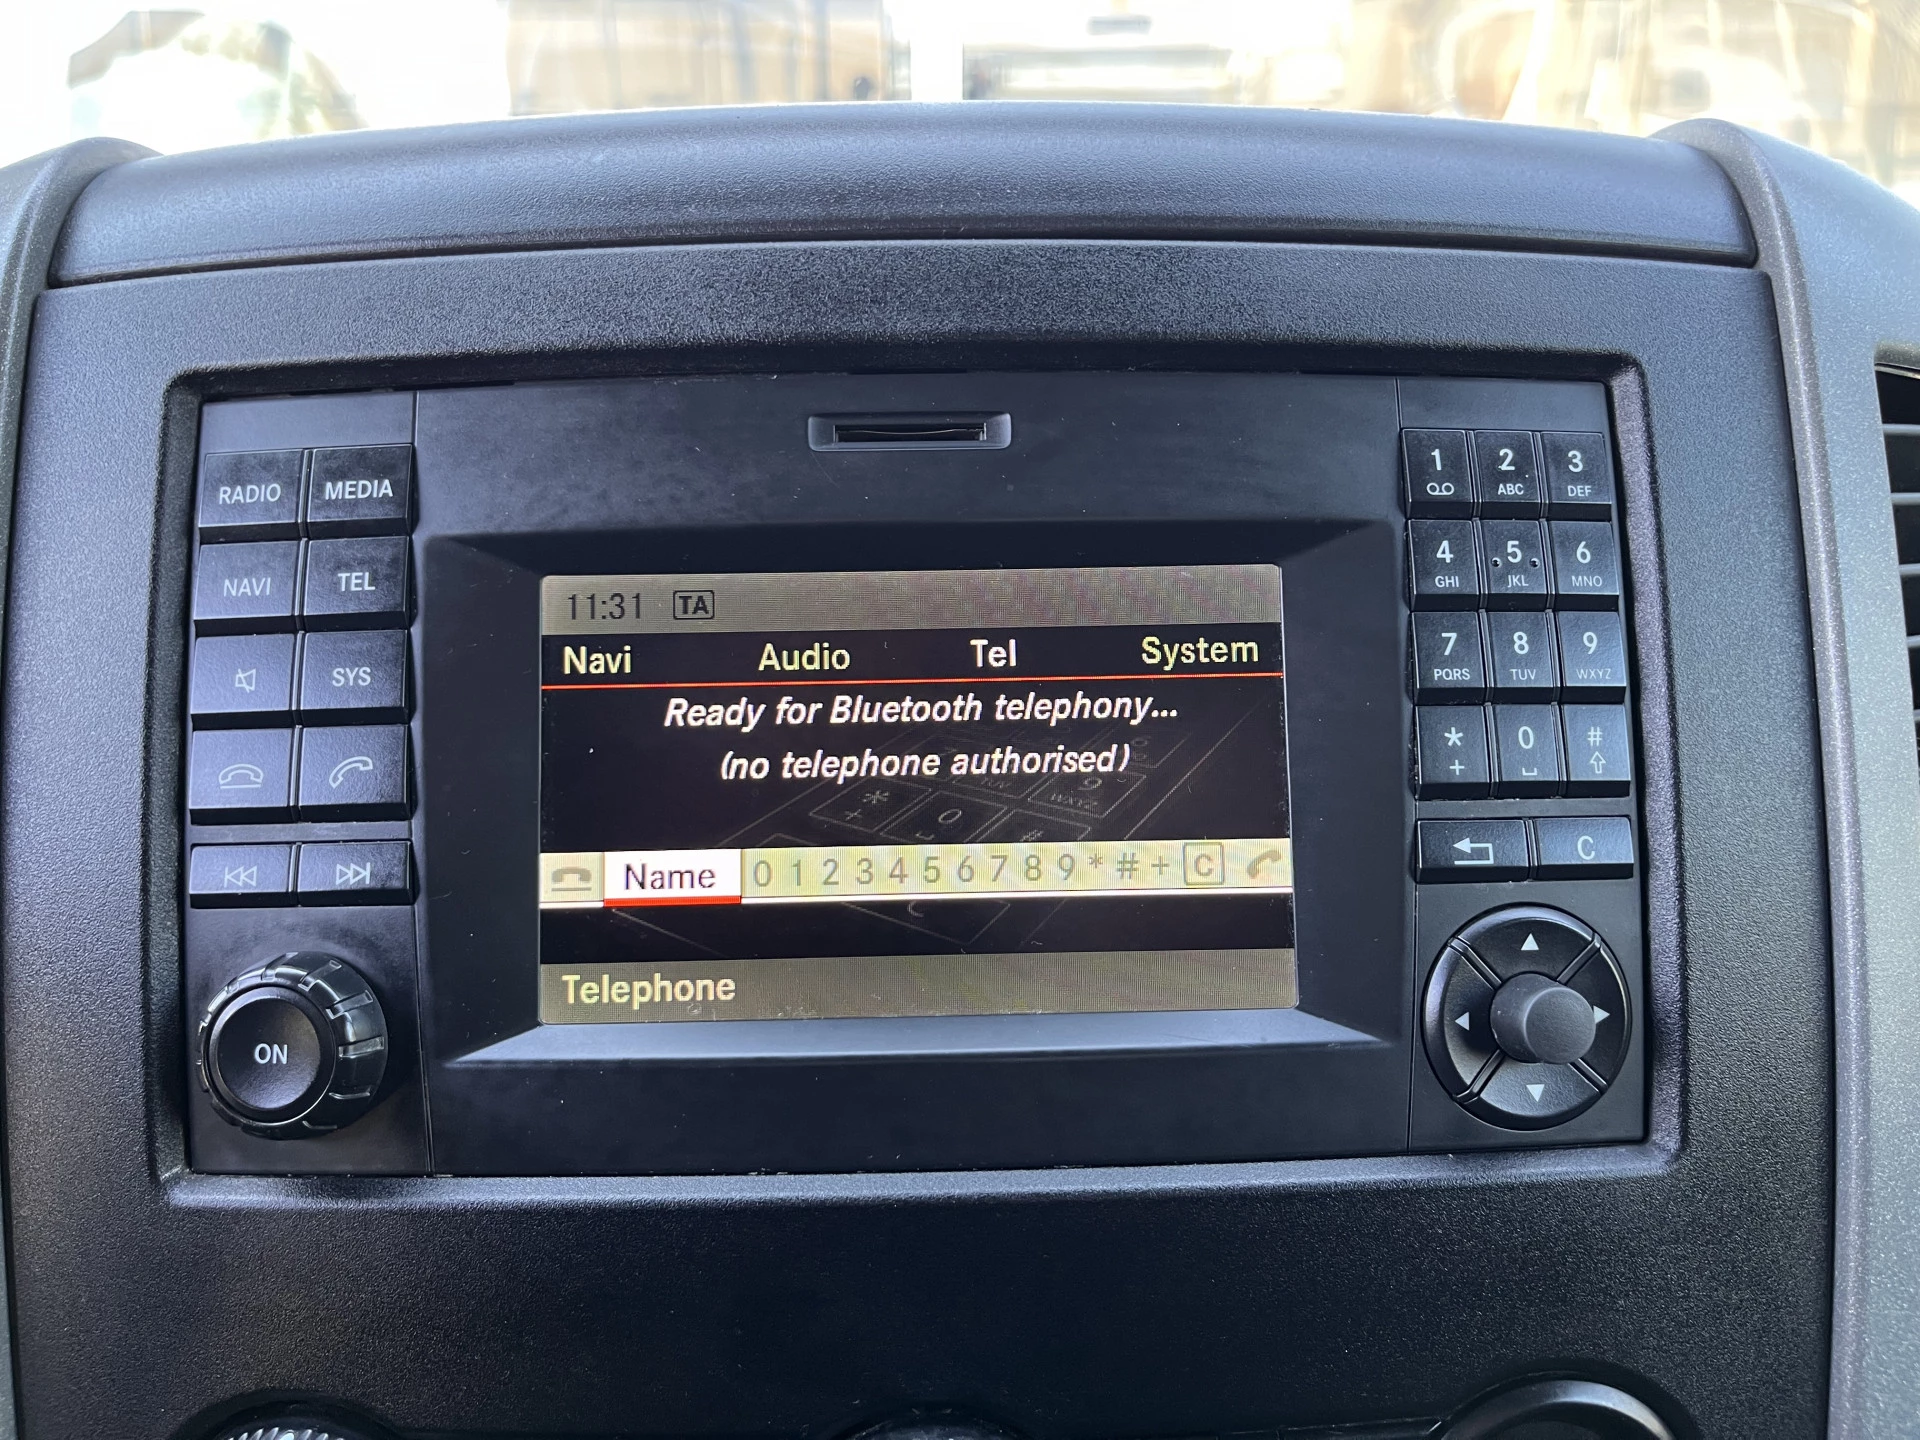 RADIO MEDIA
NAVI TEL
SYS
ON
11:31 TA
Navi Audio Tel System
Ready for Bluetooth telephony...
(no telephone authorised)
Name 0 1 2 3 4 5 6 7 8 9 * # + C
Telephone
1 2 3
ABC DEF
4 5 6
GHI JKL MNO
7 8 9
PQRS TUV WXYZ
* 0 #
+
C